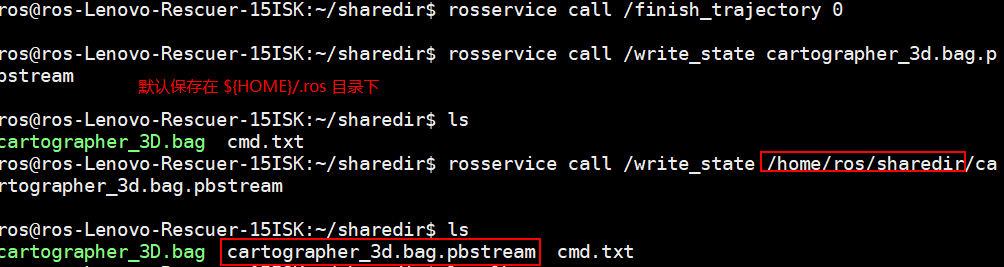 ros@ros-Lenovo-Rescuer-15ISK:~/sharedir$ rosservice call /finish_trajectory 0
ros@ros-Lenovo-Rescuer-15ISK:~/sharedir$ rosservice call /write_state cartographer_3d.bag.p
bstream
默认保存在 ${HOME}/.ros 目录下
ros@ros-Lenovo-Rescuer-15ISK:~/sharedir$ ls
cartographer_3D.bag  cmd.txt
ros@ros-Lenovo-Rescuer-15ISK:~/sharedir$ rosservice call /write_state /home/ros/sharedir/ca
rtographer_3d.bag.pbstream
ros@ros-Lenovo-Rescuer-15ISK:~/sharedir$ ls
cartographer_3D.bag  cartographer_3d.bag.pbstream  cmd.txt